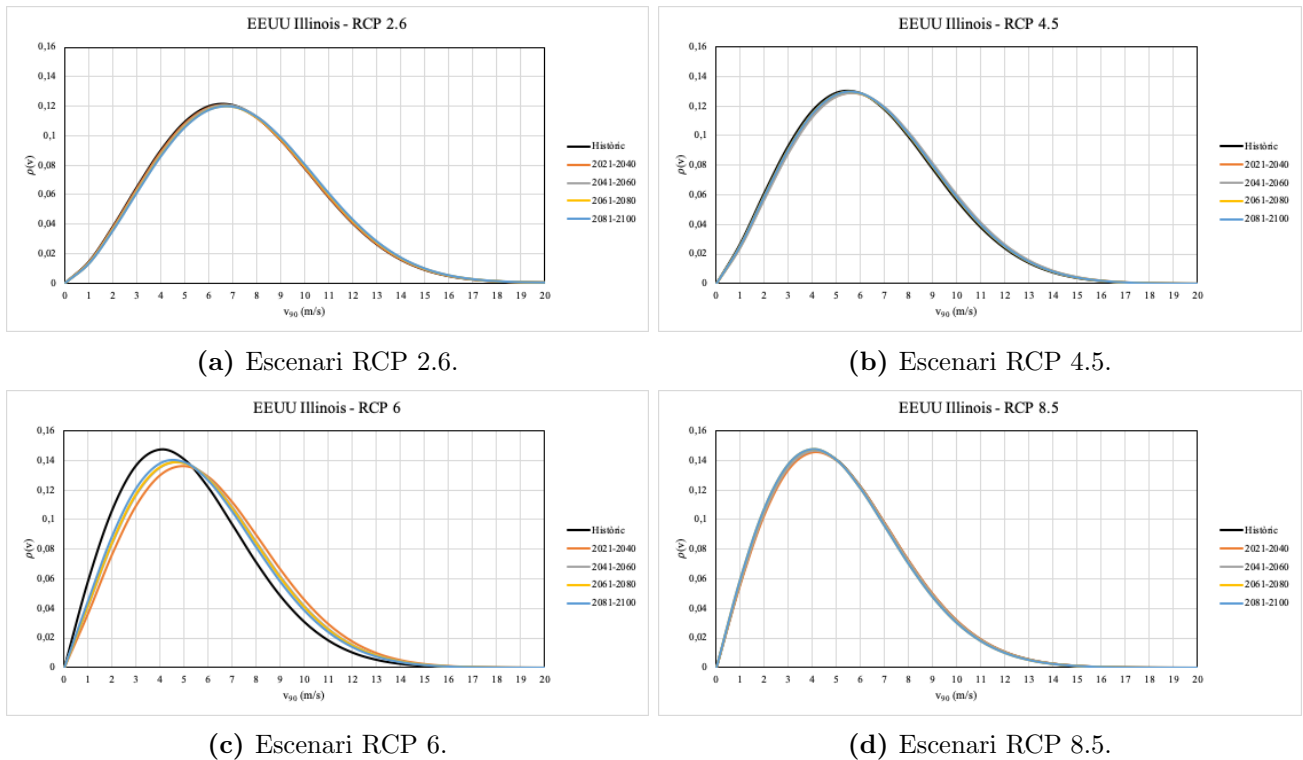 EEUU Illinois - RCP 2.6
0,16
0,14
0,12
0,1
0,08
0,06
0,04
0,02
0
ρ(v)
0 1 2 3 4 5 6 7 8 9 10 11 12 13 14 15 16 17 18 19 20
v90 (m/s)
Històric
2021-2040
2041-2060
2061-2080
2081-2100
(a) Escenari RCP 2.6.
EEUU Illinois - RCP 4.5
0,16
0,14
0,12
0,1
0,08
0,06
0,04
0,02
0
ρ(v)
0 1 2 3 4 5 6 7 8 9 10 11 12 13 14 15 16 17 18 19 20
v90 (m/s)
Històric
2021-2040
2041-2060
2061-2080
2081-2100
(b) Escenari RCP 4.5.
EEUU Illinois - RCP 6
0,16
0,14
0,12
0,1
0,08
0,06
0,04
0,02
0
ρ(v)
0 1 2 3 4 5 6 7 8 9 10 11 12 13 14 15 16 17 18 19 20
v90 (m/s)
Històric
2021-2040
2041-2060
2061-2080
2081-2100
(c) Escenari RCP 6.
EEUU Illinois - RCP 8.5
0,16
0,14
0,12
0,1
0,08
0,06
0,04
0,02
0
ρ(v)
0 1 2 3 4 5 6 7 8 9 10 11 12 13 14 15 16 17 18 19 20
v90 (m/s)
Històric
2021-2040
2041-2060
2061-2080
2081-2100
(d) Escenari RCP 8.5.